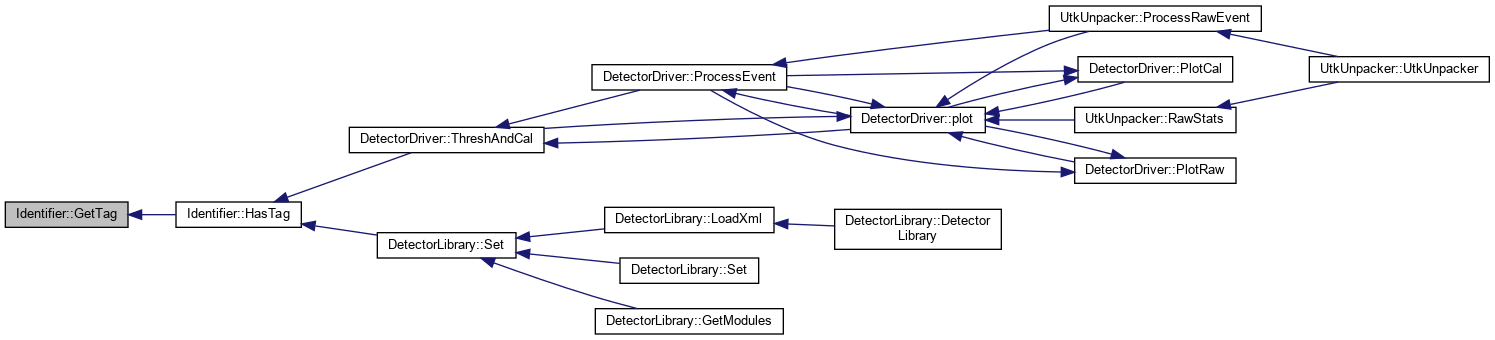 UtkUnpacker::ProcessRawEvent
DetectorDriver::PlotCal
UtkUnpacker::UtkUnpacker
DetectorDriver::ProcessEvent
DetectorDriver::plot
UtkUnpacker::RawStats
DetectorDriver::ThreshAndCal
DetectorDriver::PlotRaw
Identifier::GetTag
Identifier::HasTag
DetectorLibrary::LoadXml
DetectorLibrary::Detector
Library
DetectorLibrary::Set
DetectorLibrary::Set
DetectorLibrary::GetModules